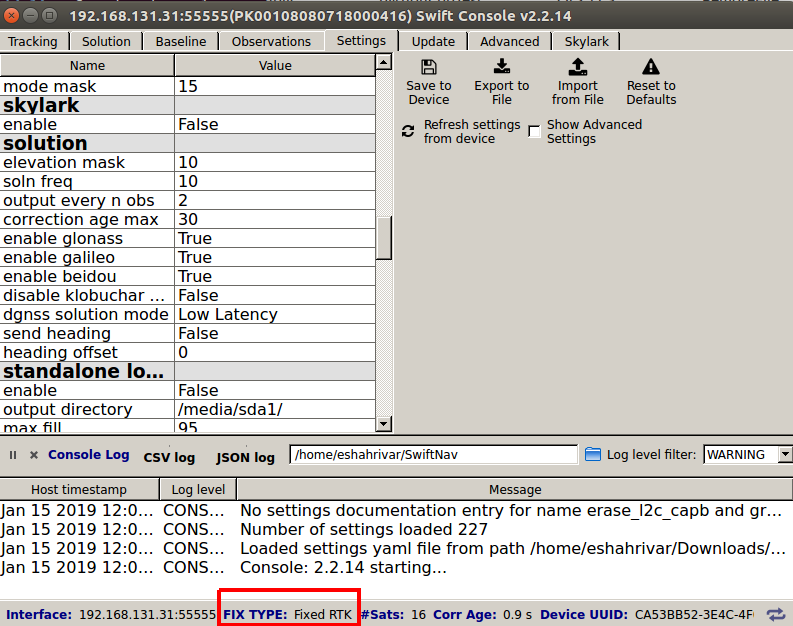 192.168.131.31:55555(PK00108080718000416) Swift Console v2.2.14
Tracking Solution Baseline Observations Settings Update Advanced Skylark
Name Value
mode mask 15
skylark
enable False
solution
elevation mask 10
soln freq 10
output every n obs 2
correction age max 30
enable glonass True
enable galileo True
enable beidou True
disable klobuchar ... False
dgnss solution mode Low Latency
send heading False
heading offset 0
standalone lo...
enable False
output directory /media/sda1/
max fill 95
Save to Device
Export to File
Import from File
Reset to Defaults
Refresh settings from device
Show Advanced Settings
Console Log CSV log JSON log /home/eshahrivar/SwiftNav Log level filter: WARNING
Host timestamp Log level Message
Jan 15 2019 12:0... CONS... No settings documentation entry for name erase_l2c_capb and gr...
Jan 15 2019 12:0... CONS... Number of settings loaded 227
Jan 15 2019 12:0... CONS... Loaded settings yaml file from path /home/eshahrivar/Downloads/...
Jan 15 2019 12:0... CONS... Console: 2.2.14 starting...
Interface: 192.168.131.31:55555 FIX TYPE: Fixed RTK #Sats: 16 Corr Age: 0.9 s Device UUID: CA53BB52-3E4C-4F